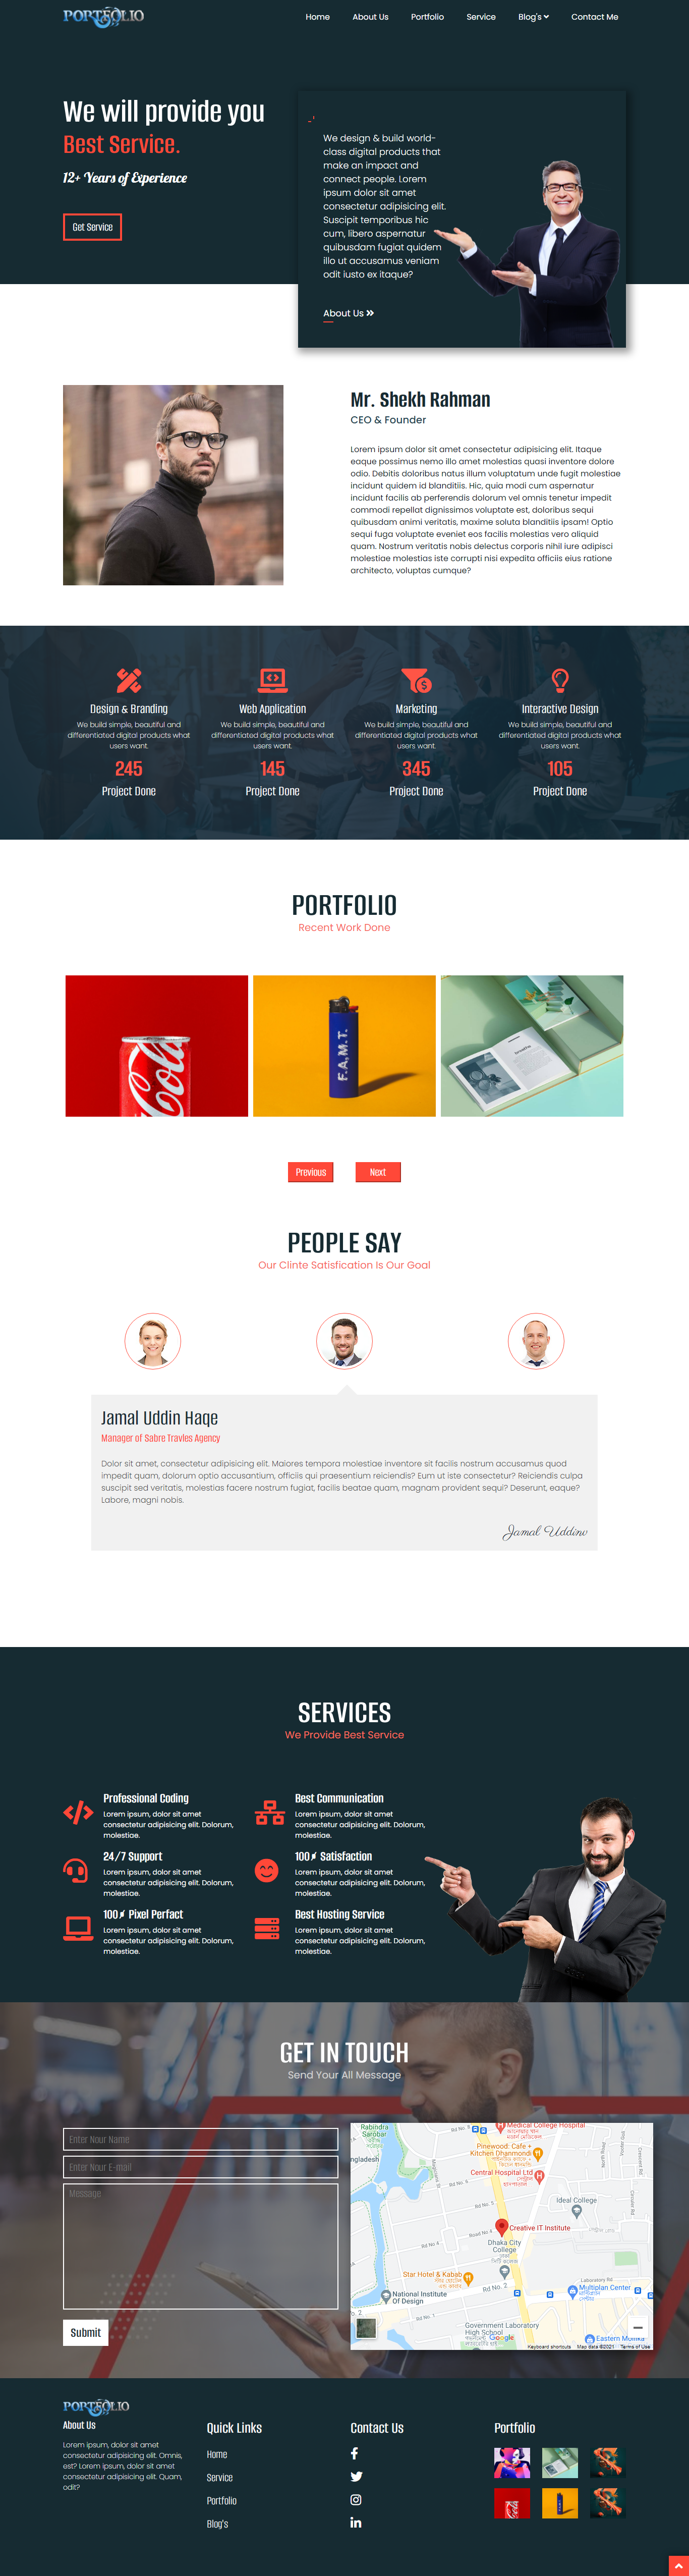 PORTFOLIO
Home About Us Portfolio Service Blog's Contact Me
We will provide you
Best Service.
12+ Years of Experience
Get Service
We design & build world-
class digital products that
make an impact and
connect people. Lorem
ipsum dolor sit amet
consectetur adipisicing elit.
Suscipit temporibus hic
cum, libero aspernatur
quibusdam fugiat quidem
illo ut accusamus veniam
odit iusto ex itaque?
About Us
Mr. Shekh Rahman
CEO & Founder
Lorem ipsum dolor sit amet consectetur adipisicing elit. Itaque
eaque possimus nemo illo amet molestias quasi inventore dolore
odio. Debitis doloribus natus illum voluptatum unde fugit molestiae
incidunt quidem id blanditiis. Hic, quia modi cum aspernatur
incidunt facilis ab perferendis dolorum vel omnis tenetur impedit
commodi repellat dignissimos voluptate est, doloribus sequi
quibusdam animi veritatis, maxime soluta blanditiis ipsam! Optio
sequi fuga voluptate eveniet eos facilis molestias vero aliquid
quam. Nostrum veritatis nobis delectus corporis nihil iure adipisci
molestiae molestias iste corrupti nisi expedita officiis eius ratione
architecto, voluptas cumque?
Design & Branding
We build simple, beautiful and
differentiated digital products what
users want.
245
Project Done
Web Application
We build simple, beautiful and
differentiated digital products what
users want.
145
Project Done
Marketing
We build simple, beautiful and
differentiated digital products what
users want.
345
Project Done
Interactive Design
We build simple, beautiful and
differentiated digital products what
users want.
105
Project Done
PORTFOLIO
Recent Work Done
F.A.M.T.
Previous Next
PEOPLE SAY
Our Clinte Satisfication Is Our Goal
Jamal Uddin Haqe
Manager of Sabre Travles Agency
Dolor sit amet, consectetur adipisicing elit. Maiores tempora molestiae inventore sit facilis nostrum accusamus quod
impedit quam, dolorum optio accusantium, officiis qui praesentium reiciendis? Eum ut iste consectetur? Reiciendis culpa
suscipit sed veritatis, molestias facere nostrum fugiat, facilis beatae quam, magnam provident sequi? Deserunt, eaque?
Labore, magni nobis.
Jamal Uddin
SERVICES
We Provide Best Service
Professional Coding
Lorem ipsum, dolor sit amet
consectetur adipisicing elit. Dolorum,
molestiae.
Best Communication
Lorem ipsum, dolor sit amet
consectetur adipisicing elit. Dolorum,
molestiae.
24/7 Support
Lorem ipsum, dolor sit amet
consectetur adipisicing elit. Dolorum,
molestiae.
100% Satisfaction
Lorem ipsum, dolor sit amet
consectetur adipisicing elit. Dolorum,
molestiae.
100% Pixel Perfact
Lorem ipsum, dolor sit amet
consectetur adipisicing elit. Dolorum,
molestiae.
Best Hosting Service
Lorem ipsum, dolor sit amet
consectetur adipisicing elit. Dolorum,
molestiae.
GET IN TOUCH
Send Your All Message
Enter Nour Name
Enter Nour E-mail
Message
Submit
Rabindra
Sarobar
Medical College Hospital
Pinewood: Cafe +
Kitchen Dhanmondi
Central Hospital Ltd
Ideal College
Creative IT Institute
Dhaka City
College
Star Hotel & Kabab
National Institute
Of Design
Laboratory Rd
Multiplan Center
Government Laboratory
High School
Google
Keyboard shortcuts Map data ©2021 Terms of Use
PORTFOLIO
About Us
Lorem ipsum, dolor sit amet
consectetur adipisicing elit. Omnis,
est? Lorem ipsum, dolor sit amet
consectetur adipisicing elit. Quam,
odit?
Quick Links
Home
Service
Portfolio
Blog's
Contact Us
Portfolio